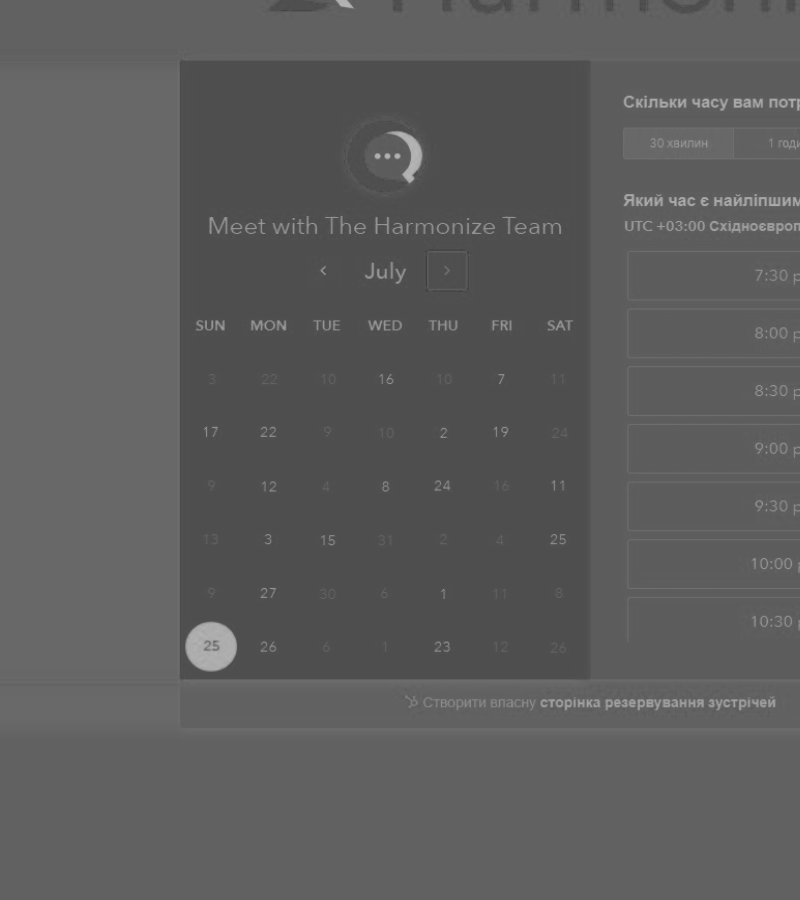 Meet with The Harmonize Team
July
SUN MON TUE WED THU FRI SAT
3 22 10 16 10 7 11
17 22 9 10 2 19 24
9 12 4 8 24 16 11
13 3 15 31 2 4 25
9 27 30 6 1 11 8
25 26 6 1 23 12 26
Скільки часу вам
30 хвилин 1
Який час є найліпшим
UTC +03:00
7:30
8:00
8:30
9:00
9:30
10:00
10:30
Створити власну сторінка резервування зустрічей